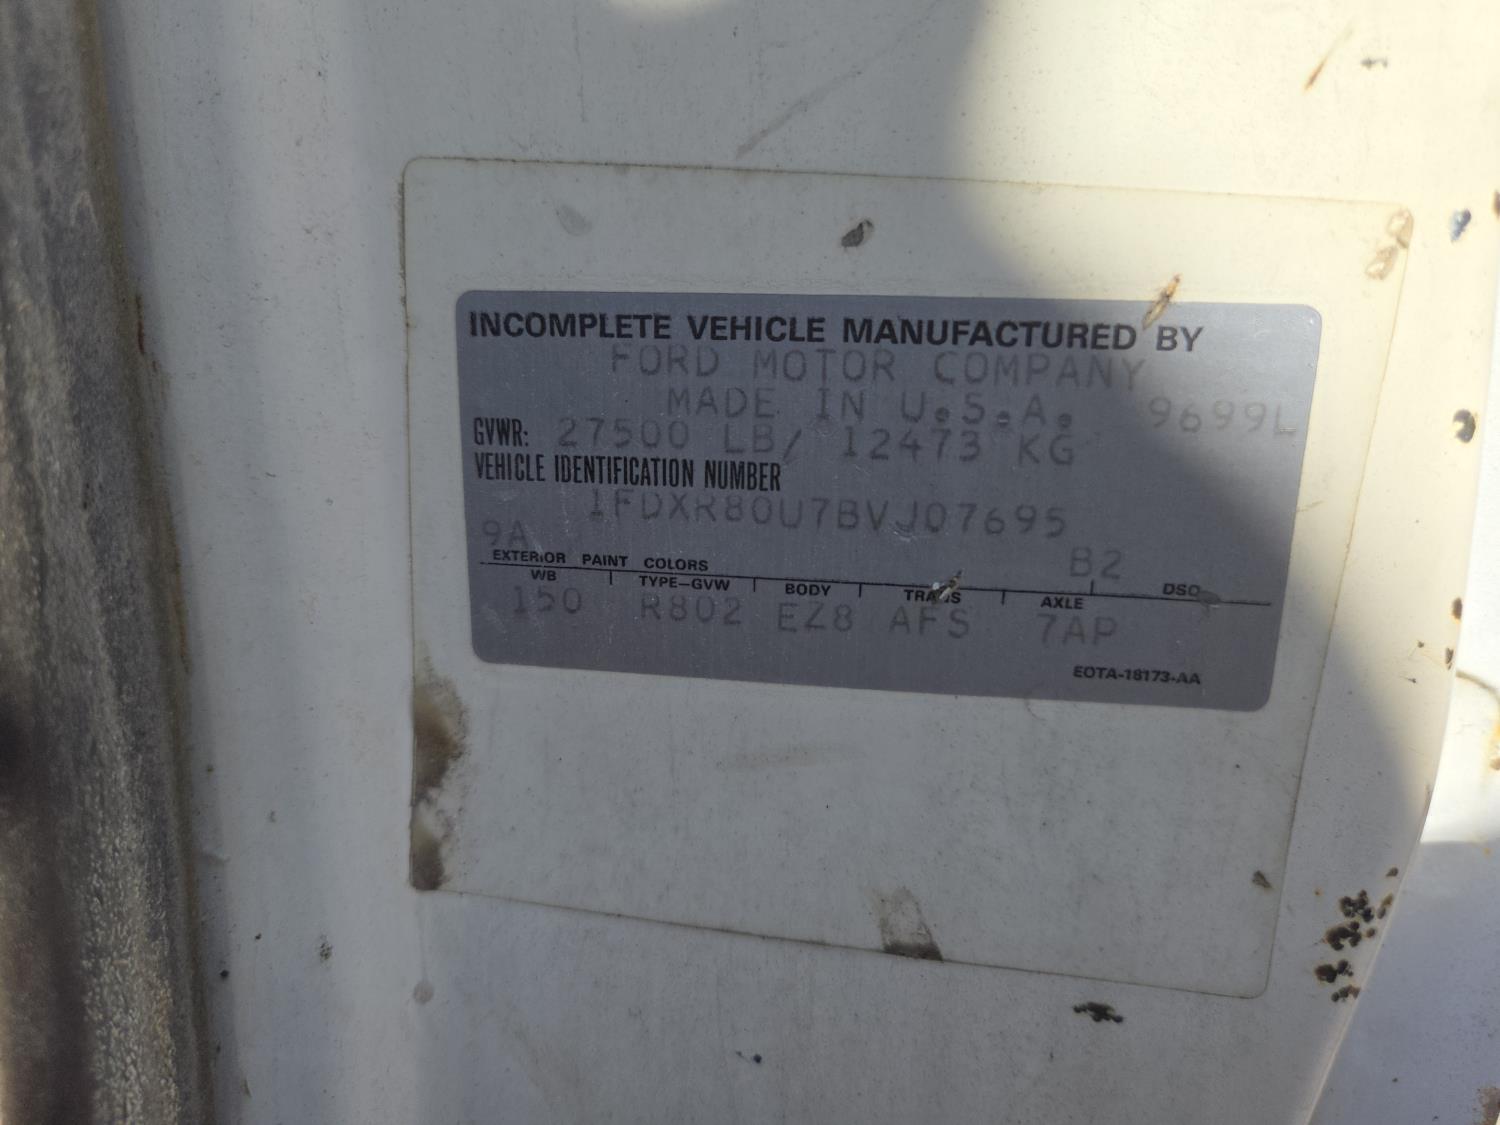 INCOMPLETE VEHICLE MANUFACTURED BY
FORD MOTOR COMPANY
MADE IN U.S.A. 9699L
GVWR: 27500 LB/ 12473 KG
VEHICLE IDENTIFICATION NUMBER
1FDXR80U7BVJ07695
9A B2
EXTERIOR PAINT COLORS DSO
WB TYPE-GVW BODY TRANS AXLE
150 R802 EZ8 AFS 7AP
EOTA-18173-AA